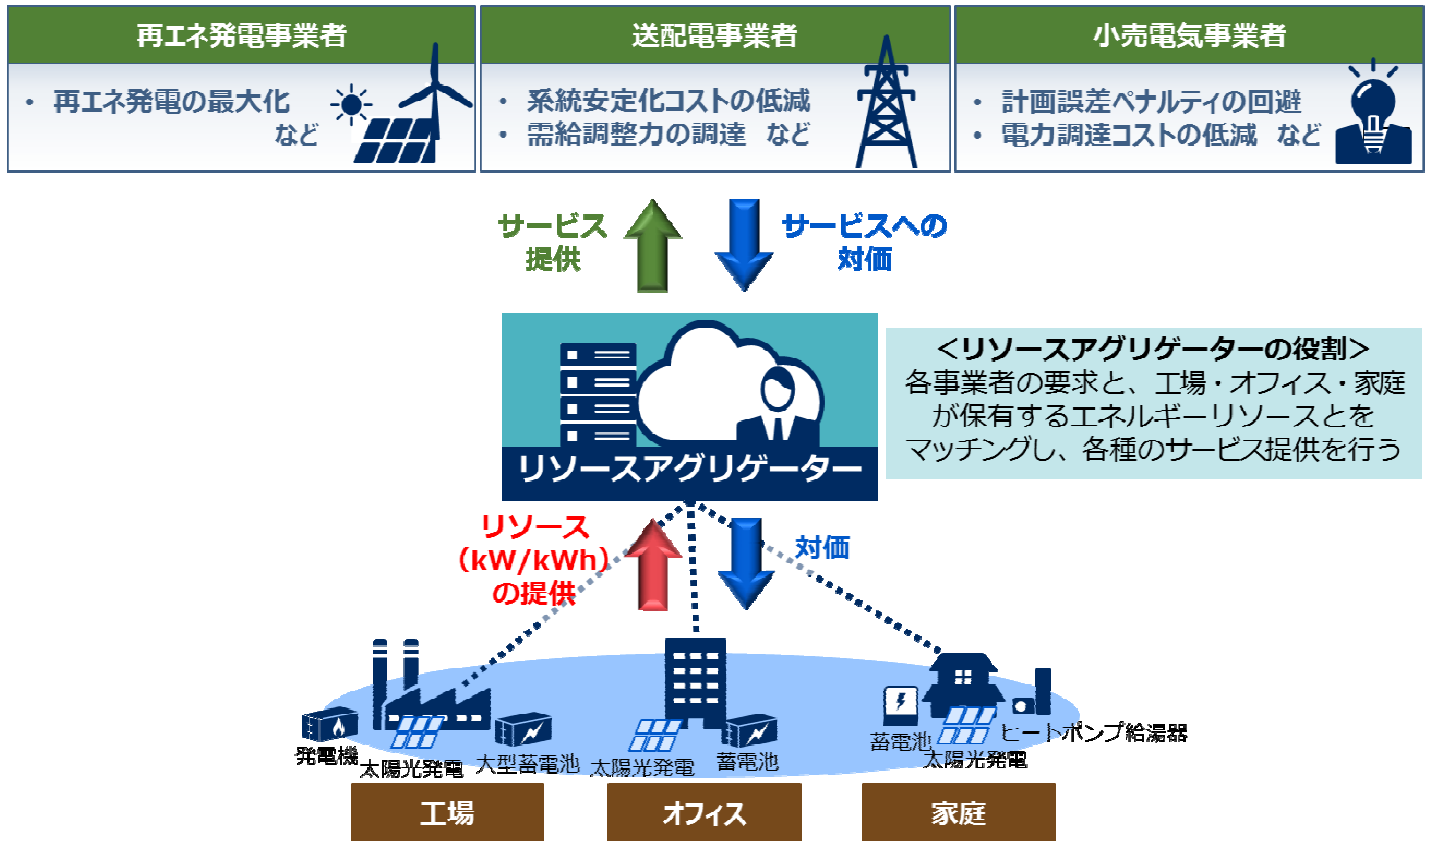 再エネ発電事業者
・ 再エネ発電の最大化
など
送配電事業者
・ 系統安定化コストの低減
・ 需給調整力の調達 など
小売電気事業者
・ 計画誤差ペナルティの回避
・ 電力調達コストの低減 など
サービス
提供
サービスへの
対価
リソースアグリゲーター
＜リソースアグリゲーターの役割＞
各事業者の要求と、工場・オフィス・家庭
が保有するエネルギーリソースとを
マッチングし、各種のサービス提供を行う
リソース
（kW/kWh）
の提供
対価
発電機
太陽光発電
大型蓄電池
太陽光発電
蓄電池
蓄電池
太陽光発電
ヒートポンプ給湯器
工場
オフィス
家庭